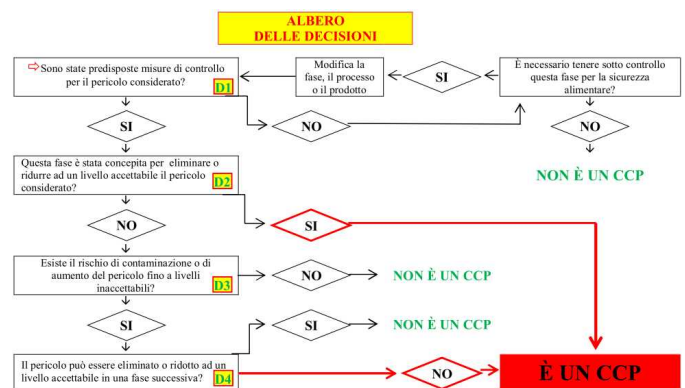 ALBERO
DELLE DECISIONI
⇨Sono state predisposte misure di controllo
per il pericolo considerato?
D1
Modifica la
fase, il processo
o il prodotto
SI
È necessario tenere sotto controllo
questa fase per la sicurezza
alimentare?
SI
NO
NO
NON È UN CCP
Questa fase è stata concepita per eliminare o
ridurre ad un livello accettabile il pericolo
considerato?
D2
NO
SI
Esiste il rischio di contaminazione o di
aumento del pericolo fino a livelli
inaccettabili?
D3
NO
NON È UN CCP
SI
SI
NON È UN CCP
Il pericolo può essere eliminato o ridotto ad un
livello accettabile in una fase successiva?
D4
NO
È UN CCP